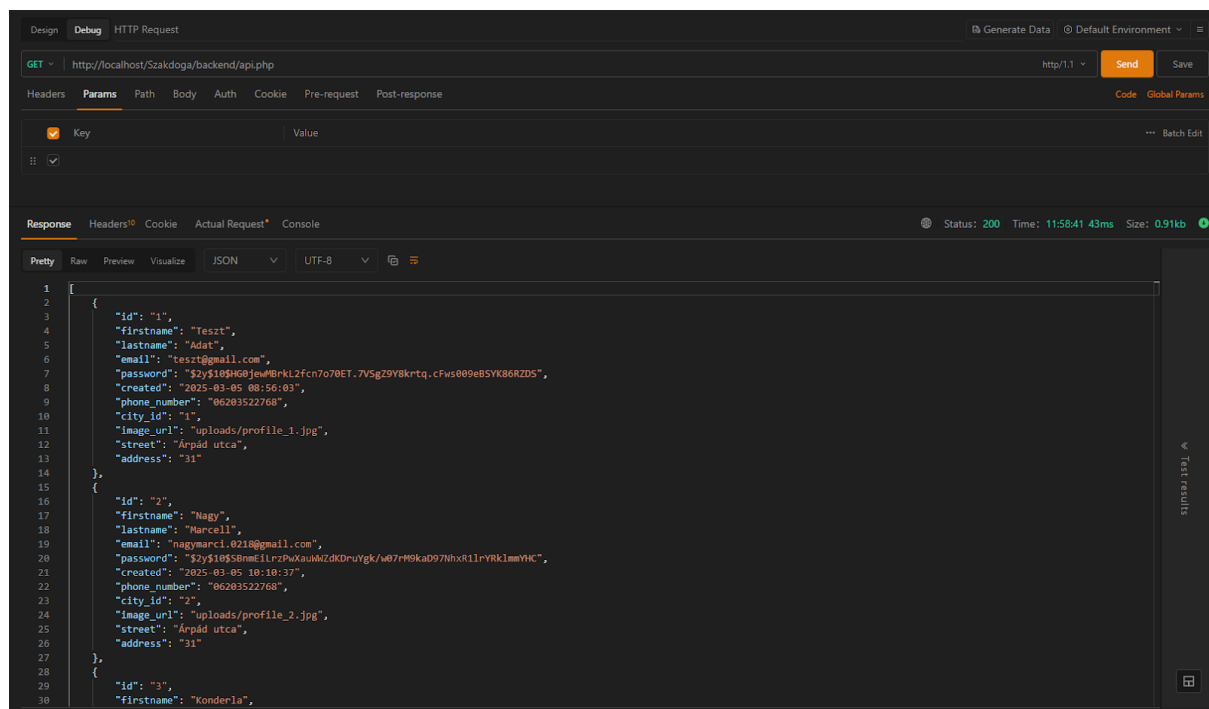 Design Debug HTTP Request Generate Data Default Environment
GET http://localhost/Szakdoga/backend/api.php http/1.1 Send Save
Headers Params Path Body Auth Cookie Pre-request Post-response Code Global Params
Key Value Batch Edit
Response Headers10 Cookie Actual Request Console Status: 200 Time: 11:58:41 43ms Size: 0.91kb
Pretty Raw Preview Visualize JSON UTF-8
1 [
2 {
3 "id": "1",
4 "firstname": "Teszt",
5 "lastname": "Adat",
6 "email": "teszt@gmail.com",
7 "password": "$2y$10$HG0jewMBrkL2fcn7o70ET.7VSgZ9Y8krtq.cFws009eBSYK86RZDS",
8 "created": "2025-03-05 08:56:03",
9 "phone_number": "06203522768",
10 "city_id": "1",
11 "image_url": "uploads/profile_1.jpg",
12 "street": "Árpád utca",
13 "address": "31"
14 },
15 {
16 "id": "2",
17 "firstname": "Nagy",
18 "lastname": "Marcell",
19 "email": "nagymarci.0218@gmail.com",
20 "password": "$2y$10$SBnmEiLrzPwXauWWZdKDruYgk/w07rM9kaD97NhxR1lrYRklmmYHC",
21 "created": "2025-03-05 10:10:37",
22 "phone_number": "06203522768",
23 "city_id": "2",
24 "image_url": "uploads/profile_2.jpg",
25 "street": "Árpád utca",
26 "address": "31"
27 },
28 {
29 "id": "3",
30 "firstname": "Konderla",
Test results